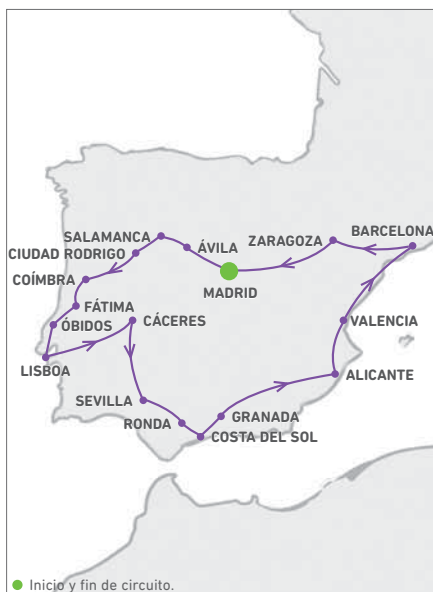 SALAMANCA
CIUDAD RODRIGO
ÁVILA
ZARAGOZA
BARCELONA
COÍMBRA
MADRID
FÁTIMA
ÓBIDOS
CÁCERES
VALENCIA
LISBOA
ALICANTE
SEVILLA
GRANADA
RONDA
COSTA DEL SOL
Inicio y fin de circuito.